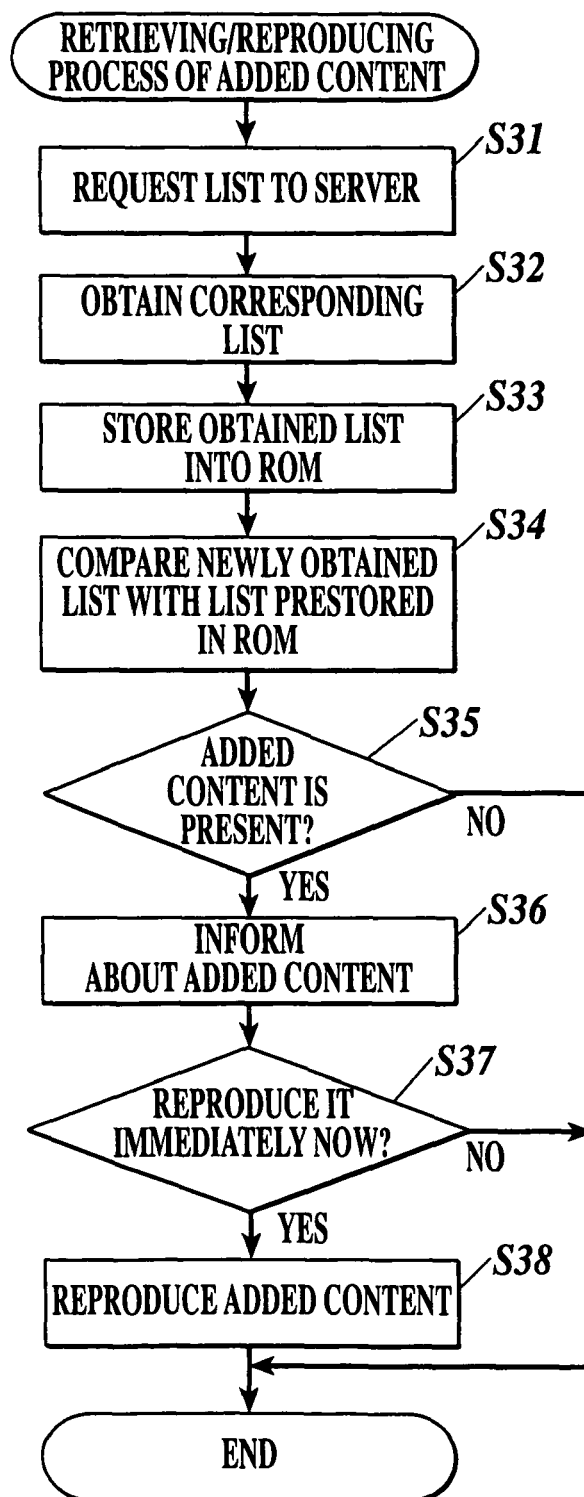 RETRIEVING/REPRODUCING
PROCESS OF ADDED CONTENT
S31
REQUEST LIST TO SERVER
S32
OBTAIN CORRESPONDING
LIST
S33
STORE OBTAINED LIST
INTO ROM
S34
COMPARE NEWLY OBTAINED
LIST WITH LIST PRESTORED
IN ROM
S35
ADDED
CONTENT IS
PRESENT?
NO
YES
S36
INFORM
ABOUT ADDED CONTENT
S37
REPRODUCE IT
IMMEDIATELY NOW?
NO
YES
S38
REPRODUCE ADDED CONTENT
END